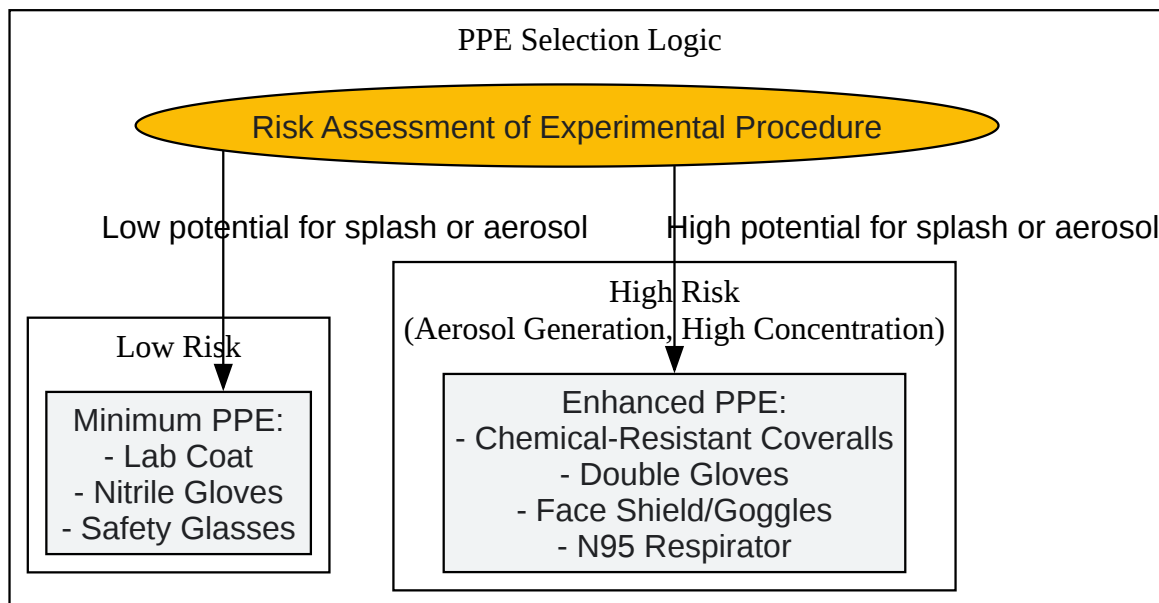 PPE Selection Logic
Risk Assessment of Experimental Procedure
Low potential for splash or aerosol
High potential for splash or aerosol
Low Risk
Minimum PPE:
- Lab Coat
- Nitrile Gloves
- Safety Glasses
High Risk
(Aerosol Generation, High Concentration)
Enhanced PPE:
- Chemical-Resistant Coveralls
- Double Gloves
- Face Shield/Goggles
- N95 Respirator